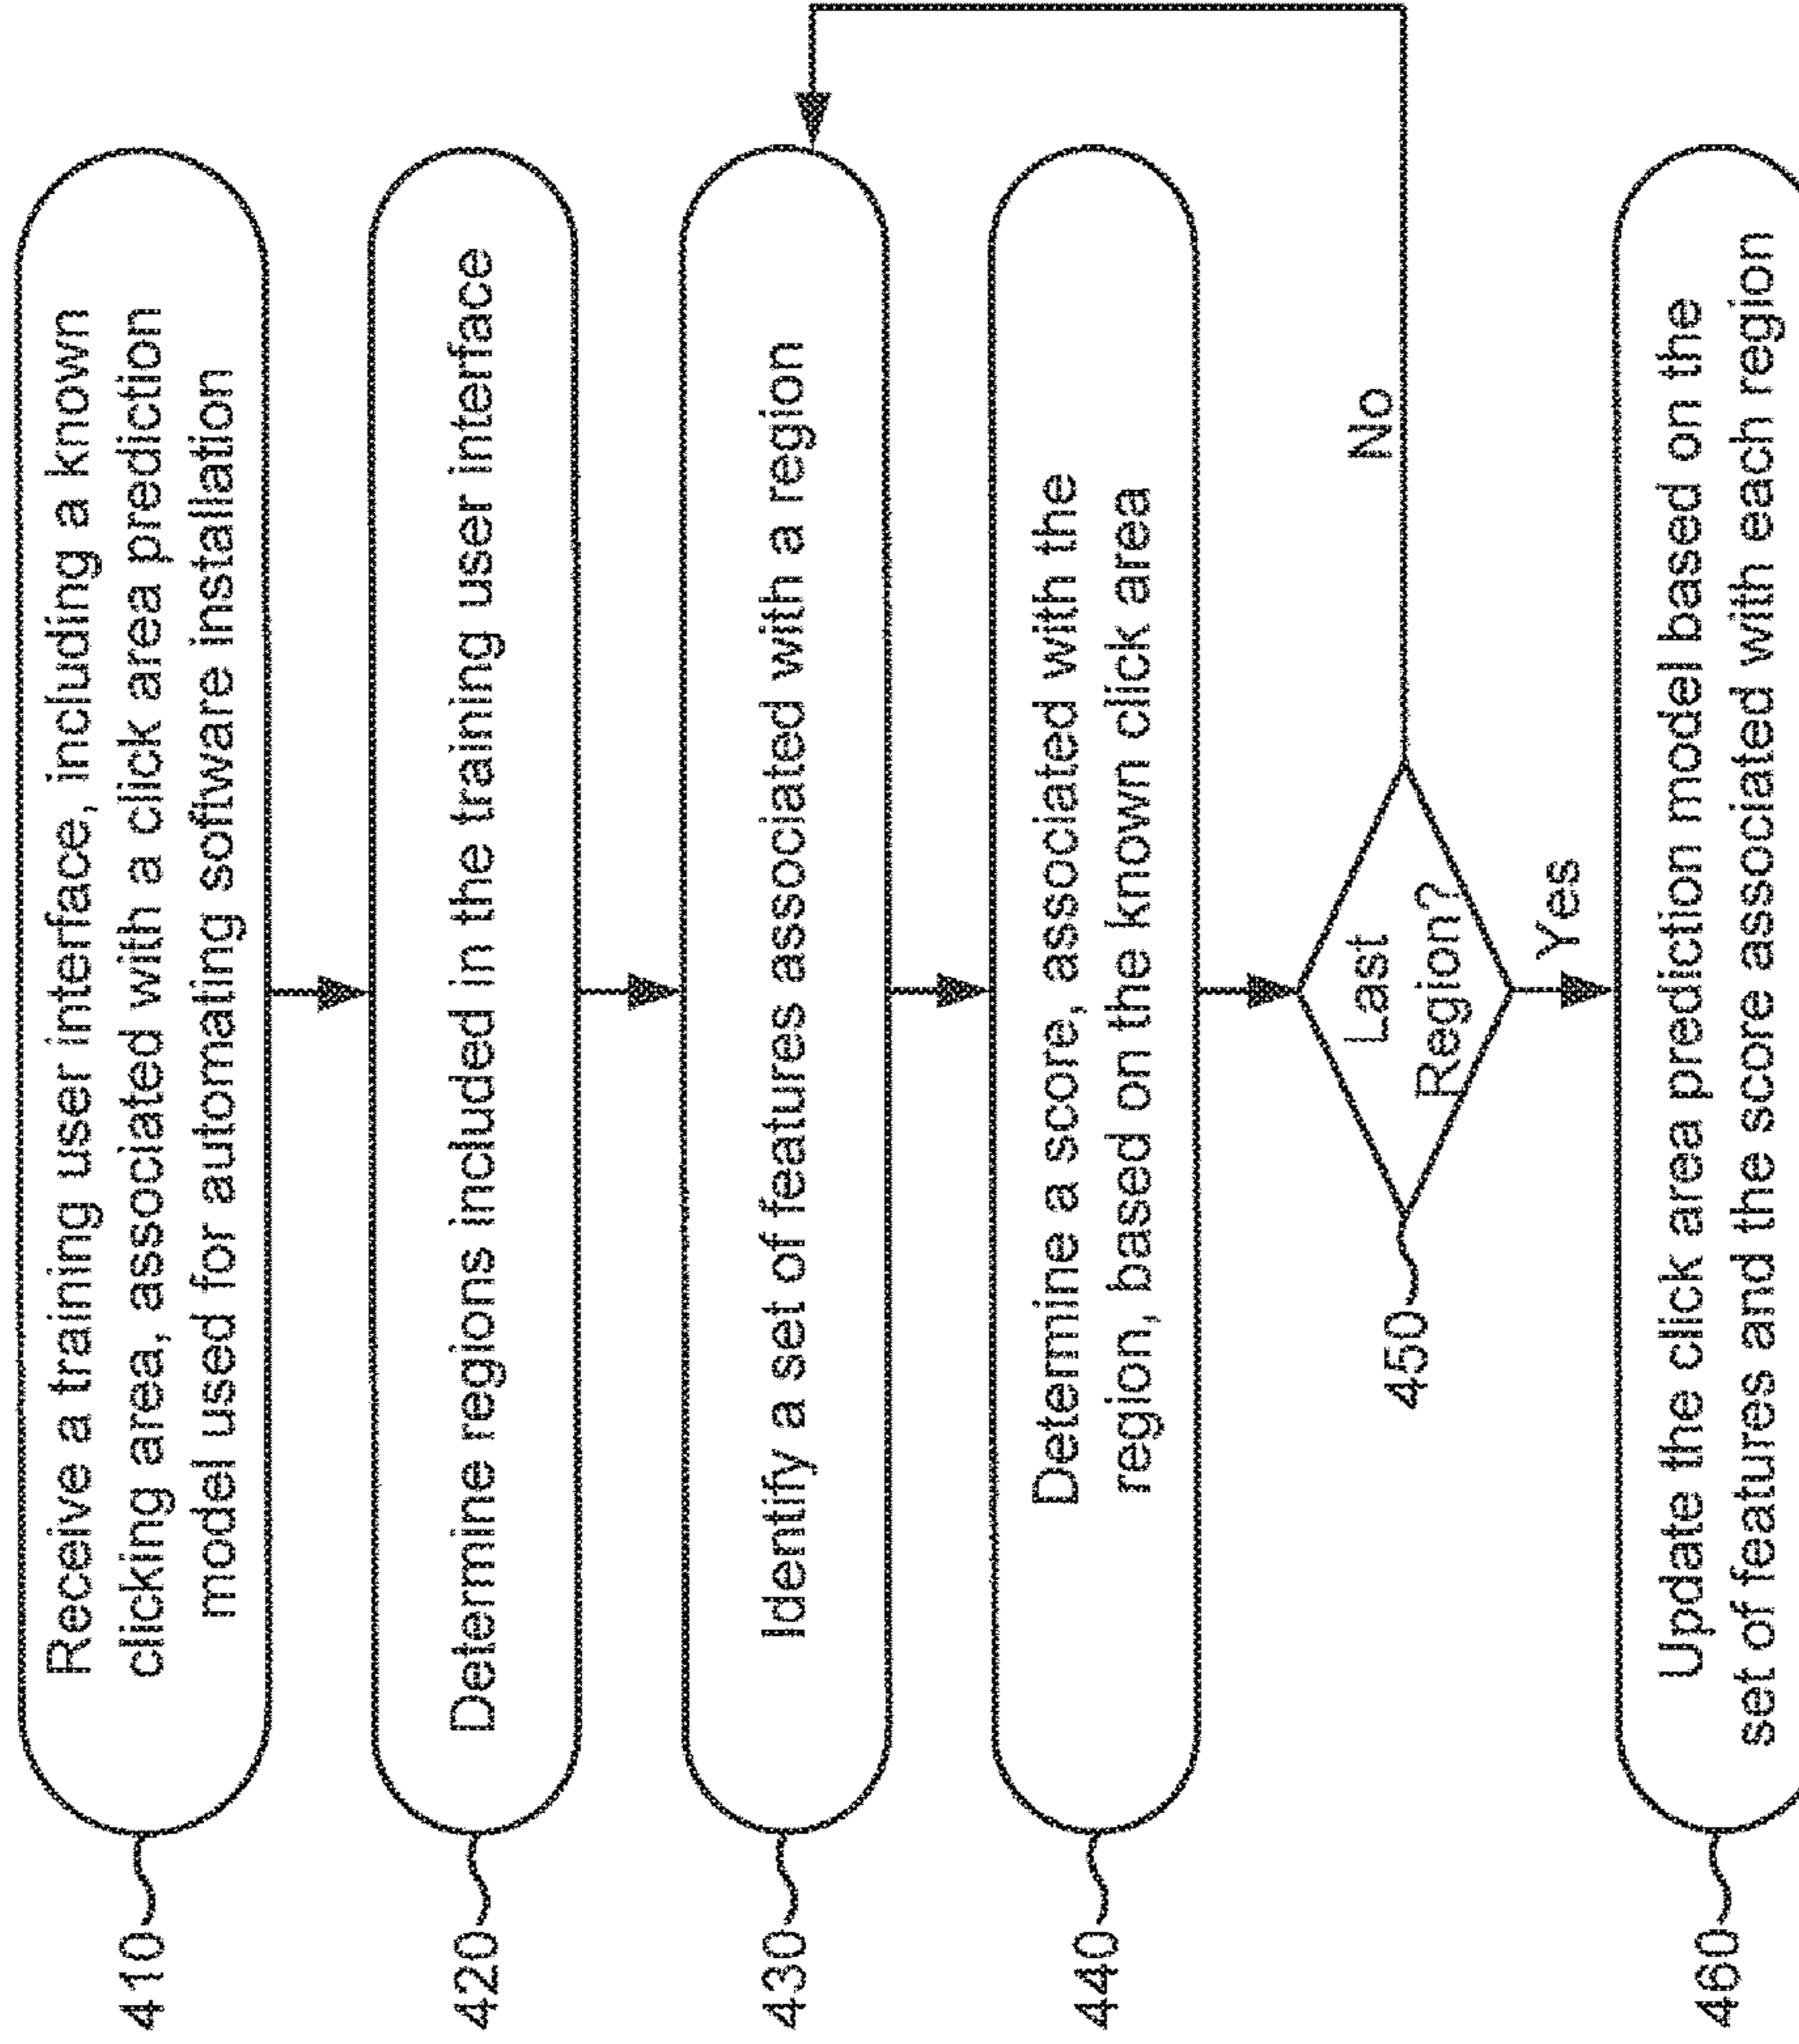 410
Receive a training user interface, including a known
clicking area, associated with a click area prediction
model used for automating software installation
420
Determine regions included in the training user interface
430
Identify a set of features associated with a region
440
Determine a score, associated with the
region, based on the known click area
450
Last
Region?
No
Yes
460
Update the click area prediction model based on the
set of features and the score associated with each region